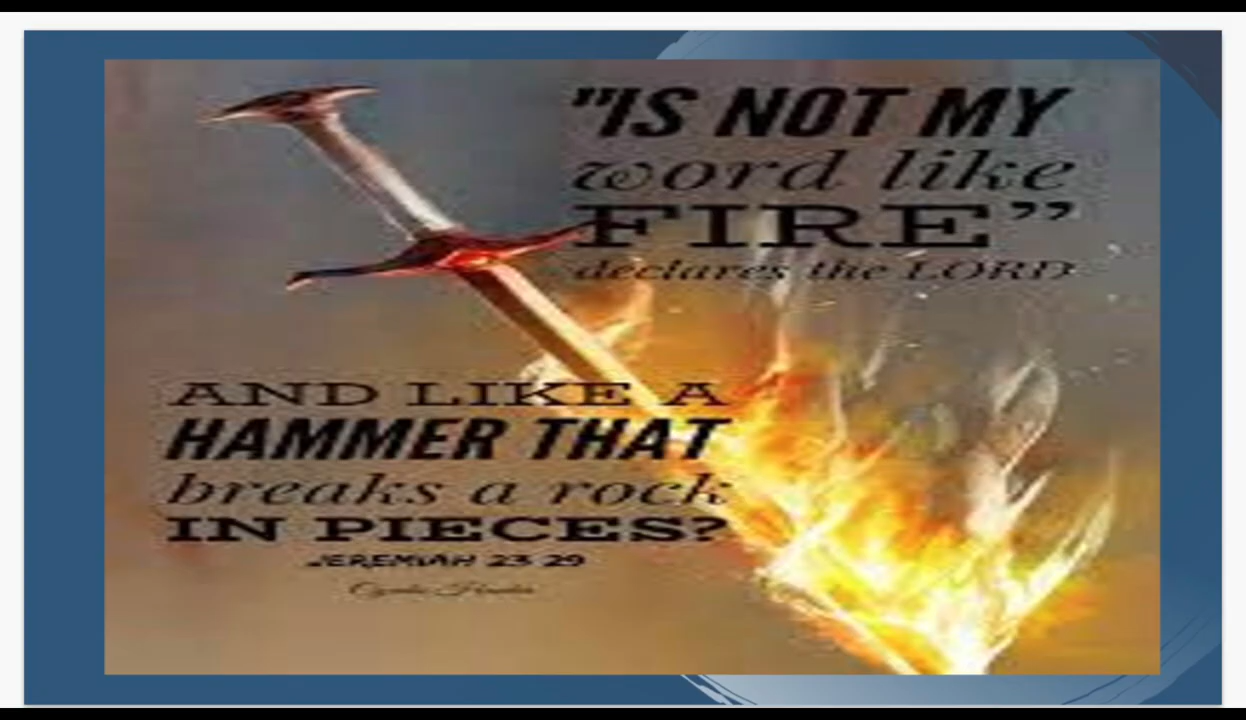 "IS NOT MY
word like
FIRE”
declares the LORD
AND LIKE A
HAMMER THAT
breaks a rock
IN PIECES?
JEREMIAH 23 29